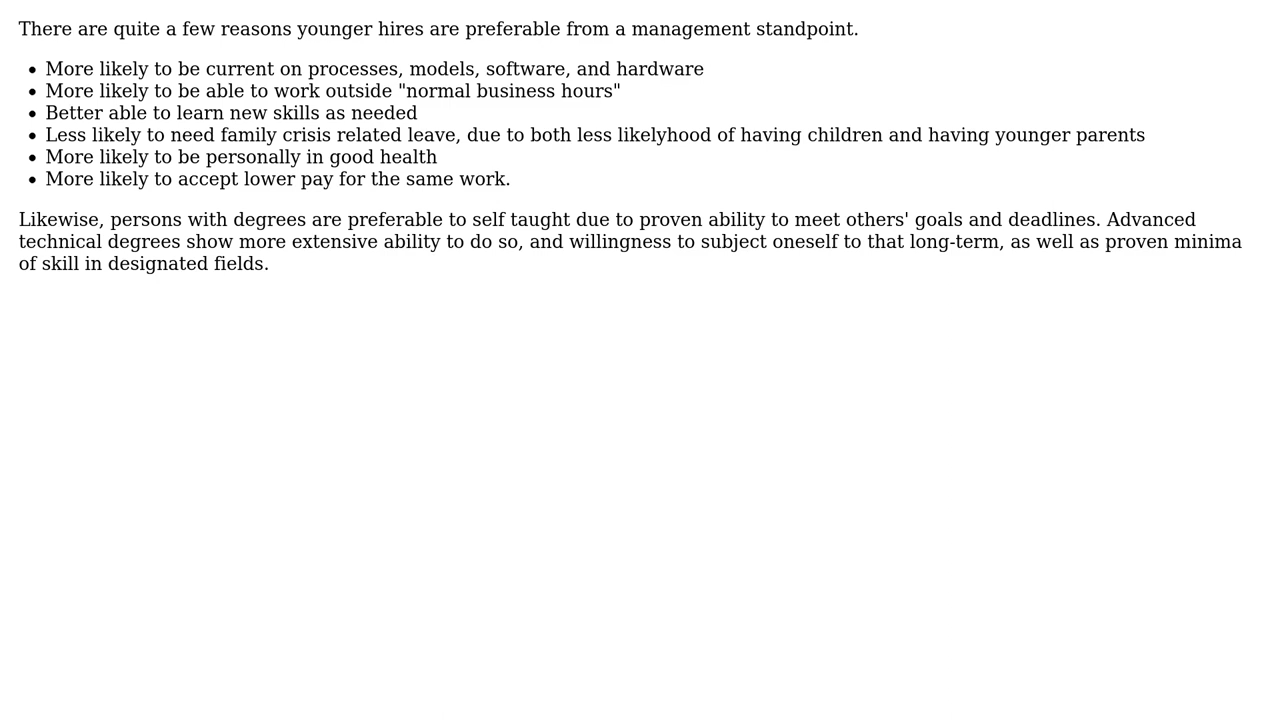 There are quite a few reasons younger hires are preferable from a management standpoint.
• More likely to be current on processes, models, software, and hardware
• More likely to be able to work outside "normal business hours"
• Better able to learn new skills as needed
• Less likely to need family crisis related leave, due to both less likelyhood of having children and having younger parents
• More likely to be personally in good health
• More likely to accept lower pay for the same work.
Likewise, persons with degrees are preferable to self taught due to proven ability to meet others' goals and deadlines. Advanced
technical degrees show more extensive ability to do so, and willingness to subject oneself to that long-term, as well as proven minima
of skill in designated fields.